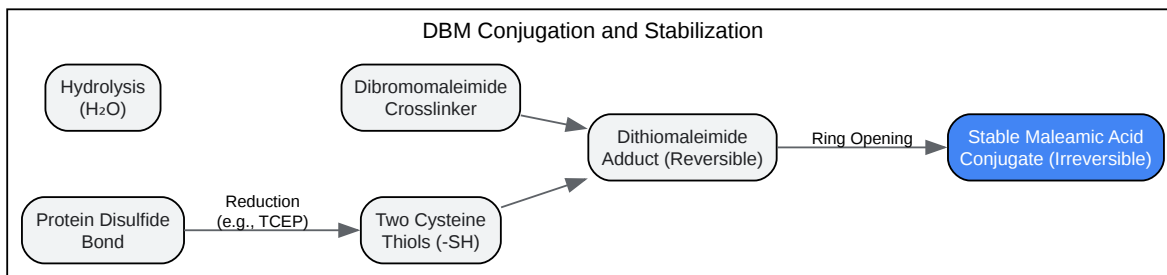 DBM Conjugation and Stabilization
Hydrolysis
(H₂O)
Dibromomaleimide
Crosslinker
Dithiomaleimide
Adduct (Reversible)
Ring Opening
Stable Maleamic Acid
Conjugate (Irreversible)
Protein Disulfide
Bond
Reduction
(e.g., TCEP)
Two Cysteine
Thiols (-SH)